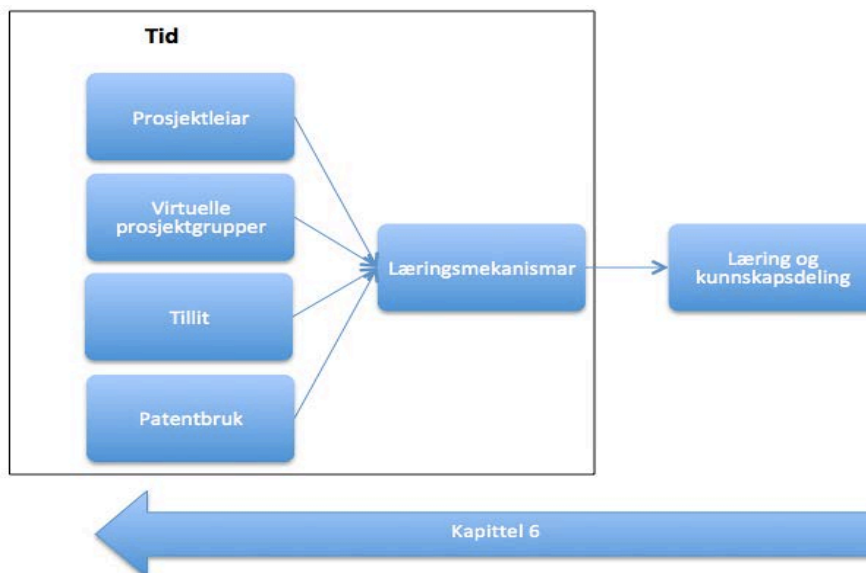 Tid
Prosjektleiar
Virtuelle
prosjektgrupper
Tillit
Patentbruk
Læringsmekanismar
Læring og
kunnskapsdeling
Kapittel 6